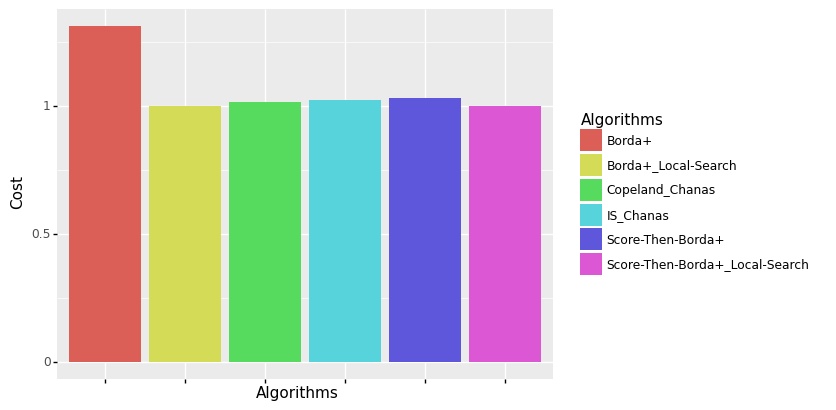 Cost
1
0.5
0
Algorithms
Algorithms
Borda+
Borda+_Local-Search
Copeland_Chanas
IS_Chanas
Score-Then-Borda+
Score-Then-Borda+_Local-Search